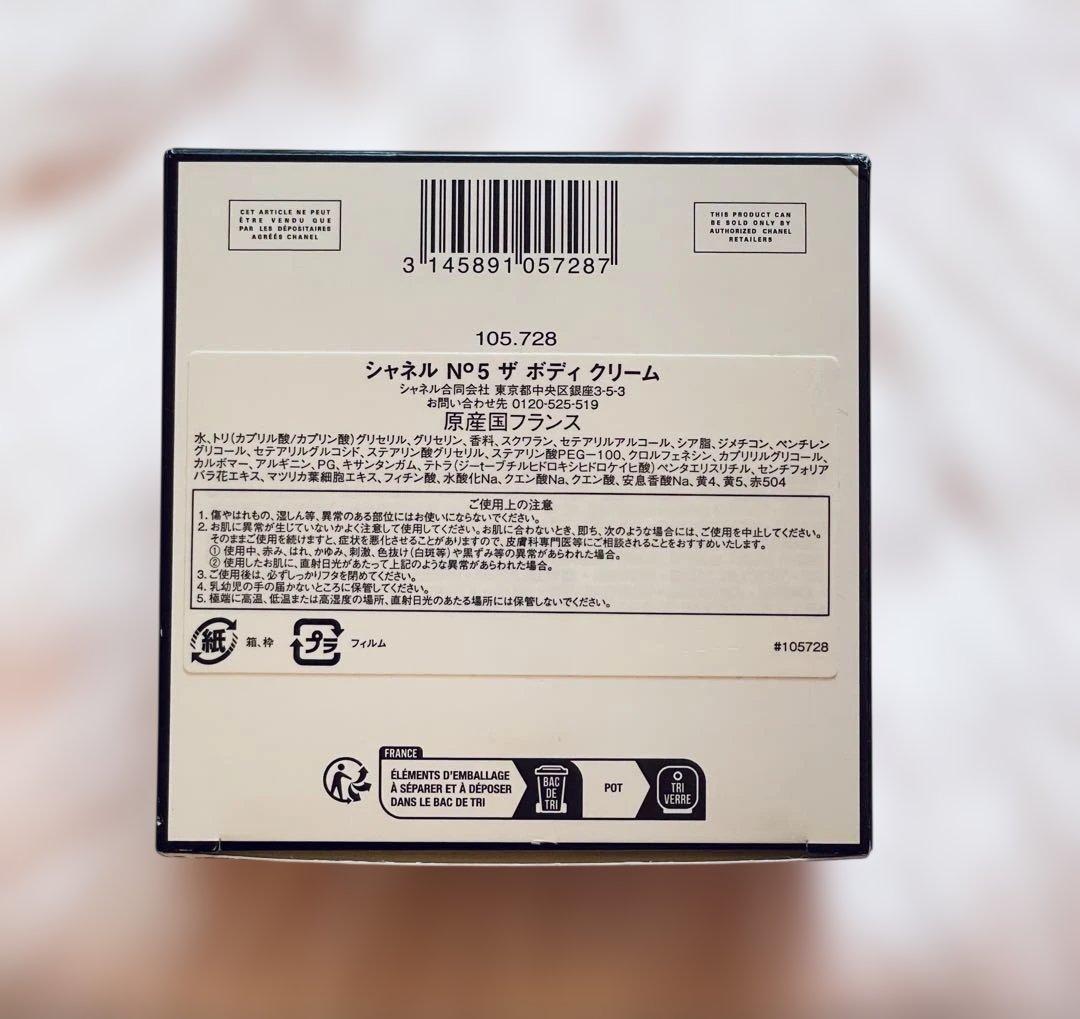 CET ARTICLE NE PEUT
ÊTRE VENDU QUE
PAR LES DÉPOSITAIRES
AGRÉÉS CHANEL
3 145891 057287
THIS PRODUCT CAN
BE SOLD ONLY BY
AUTHORIZED CHANEL
RETAILERS
105.728
シャネル Nº5 ザ ボディ クリーム
シャネル合同会社 東京都中央区銀座3-5-3
お問い合わせ先 0120-525-519
原産国フランス
水、トリ(カプリル酸/カプリン酸)グリセリル、グリセリン、香料、スクワラン、セテアリルアルコール、シア脂、ジメチコン、ペンチレン
グリコール、セテアリルグルコシド、ステアリン酸グリセリル、ステアリン酸PEG-100、クロルフェネシン、カプリリルグリコール、
カルボマー、アルギニン、PG、キサンタンガム、テトラ(ジ-t-ブチルヒドロキシヒドロケイヒ酸)ペンタエリスリチル、センチフォリア
バラ花エキス、マツリカ葉細胞エキス、フィチン酸、水酸化Na、クエン酸Na、クエン酸、安息香酸Na、黄4、黄5、赤504
ご使用上の注意
1. 傷やはれもの、湿しん等、異常のある部位にはお使いにならないでください。
2. お肌に異常が生じていないかよく注意して使用してください。お肌に合わないとき、即ち、次のような場合には、ご使用を中止してください。
そのままご使用を続けますと、症状を悪化させることがありますので、皮膚科専門医等にご相談されることをおすすめいたします。
① 使用中、赤み、はれ、かゆみ、刺激、色抜け(白斑等)や黒ずみ等の異常があらわれた場合。
② 使用したお肌に、直射日光があたって上記のような異常があらわれた場合。
3. ご使用後は、必ずしっかりフタを閉めてください。
4. 乳幼児の手の届かないところに保管してください。
5. 極端に高温、低温または高湿度の場所、直射日光のあたる場所には保管しないでください。
紙 箱、枠 プラ フィルム #105728
FRANCE
ÉLÉMENTS D'EMBALLAGE
À SÉPARER ET À DÉPOSER
DANS LE BAC DE TRI
BAC
DE
TRI
POT
TRI
VERRE